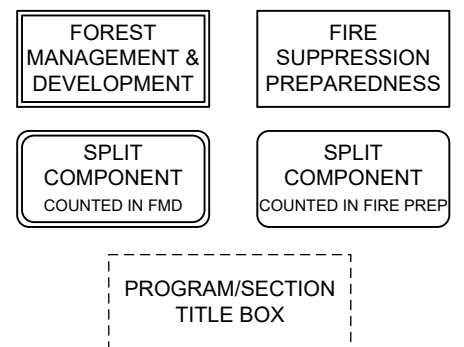 FOREST
MANAGEMENT &
DEVELOPMENT
FIRE
SUPPRESSION
PREPAREDNESS
SPLIT
COMPONENT
COUNTED IN FMD
SPLIT
COMPONENT
COUNTED IN FIRE PREP
PROGRAM/SECTION
TITLE BOX